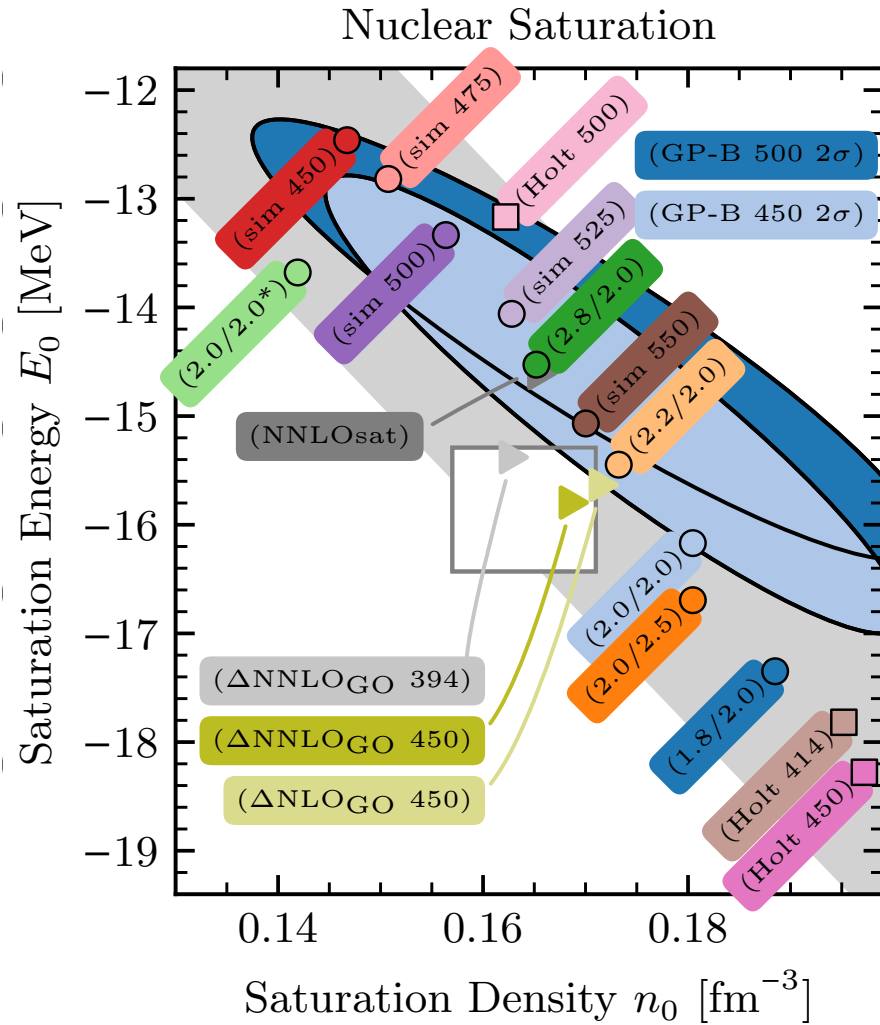 Nuclear Saturation
Saturation Energy E₀ [MeV]
−12
−13
−14
−15
−16
−17
−18
−19
(sim 450)
(sim 475)
(Holt 500)
(GP-B 500 2σ)
(GP-B 450 2σ)
(2.0/2.0*)
(sim 500)
(sim 525)
(2.8/2.0)
(sim 550)
(2.2/2.0)
(NNLOsat)
(2.0/2.0)
(2.0/2.5)
(ΔNNLO_GO 394)
(ΔNNLO_GO 450)
(ΔNLO_GO 450)
(1.8/2.0)
(Holt 414)
(Holt 450)
0.14
0.16
0.18
Saturation Density n₀ [fm⁻³]